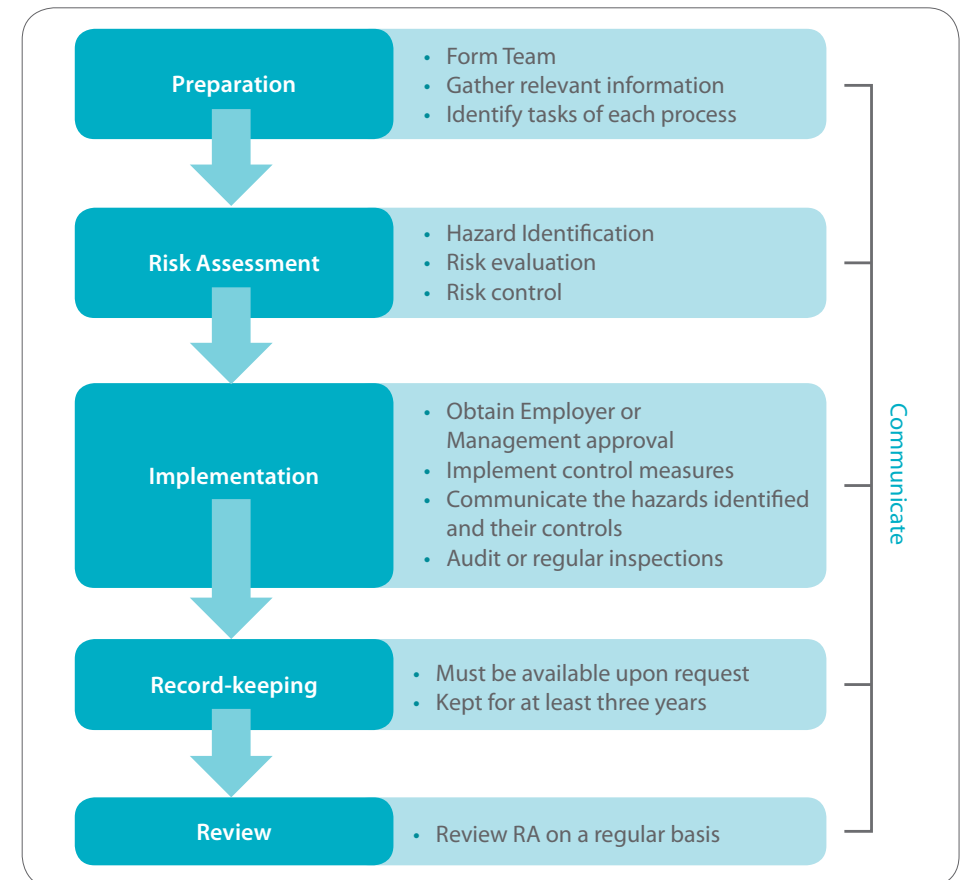 Preparation
• Form Team
• Gather relevant information
• Identify tasks of each process
Risk Assessment
• Hazard Identification
• Risk evaluation
• Risk control
Implementation
• Obtain Employer or
Management approval
• Implement control measures
• Communicate the hazards identified
and their controls
• Audit or regular inspections
Record-keeping
• Must be available upon request
• Kept for at least three years
Review
• Review RA on a regular basis
Communicate